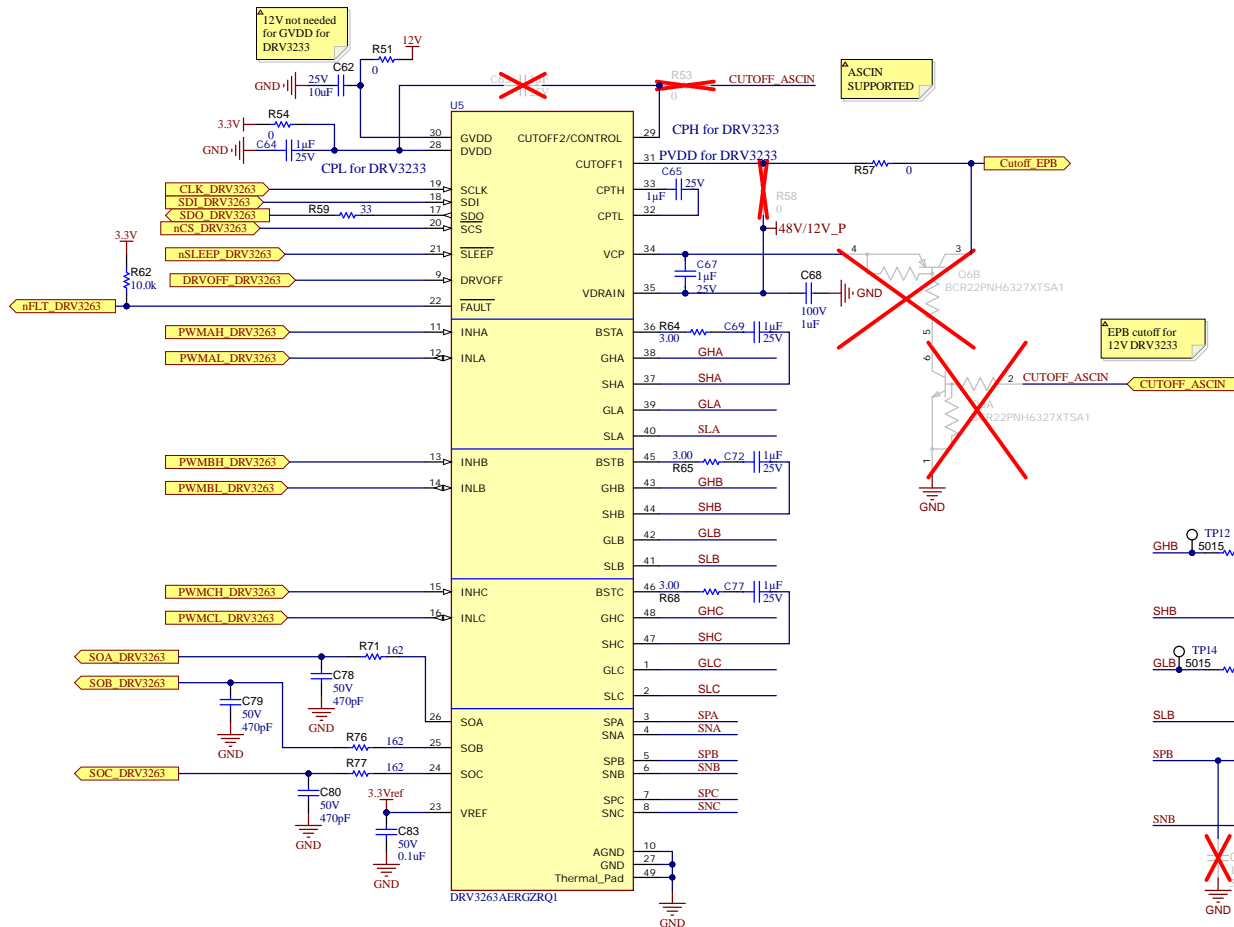 12V not needed
for GVDD for
DRV3233
12V
R51
0
C62
25V
10uF
GND
R53
0
CUTOFF_ASCIN
ASCIN
SUPPORTED
U5
3.3V
R54
0
GND
C64
1µF
25V
CPL for DRV3233
CPH for DRV3233
PVDD for DRV3233
30
GVDD
28
DVDD
CUTOFF2/CONTROL
29
CUTOFF1
31
R57
0
Cutoff_EPB
CLK_DRV3263
19
SCLK
CPTH
33
C65
25V
1µF
SDI_DRV3263
18
SDI
SDO_DRV3263
R59
33
17
SDO
CPTL
32
R58
0
nCS_DRV3263
20
SCS
48V/12V_P
3.3V
R62
10.0k
nSLEEP_DRV3263
21
SLEEP
VCP
34
C67
1µF
25V
4
3
Q6B
BCR22PNH6327XTSA1
5
DRVOFF_DRV3263
9
DRVOFF
VDRAIN
35
C68
100V
1uF
GND
nFLT_DRV3263
22
FAULT
PWMAH_DRV3263
11
INHA
BSTA
36
R64
3.00
C69
1µF
25V
EPB cutoff for
12V DRV3233
PWMAL_DRV3263
12
INLA
GHA
38
GHA
6
SHA
37
SHA
2
CUTOFF_ASCIN
CUTOFF_ASCIN
GLA
39
GLA
BCR22PNH6327XTSA1
SLA
40
SLA
1
GND
PWMBH_DRV3263
13
INHB
BSTB
45
3.00
R65
C72
1µF
25V
PWMBL_DRV3263
14
INLB
GHB
43
GHB
SHB
44
SHB
GLB
42
GLB
SLB
41
SLB
GHB
TP12
5015
PWMCH_DRV3263
15
INHC
BSTC
46
3.00
R68
C77
1µF
25V
PWMCL_DRV3263
16
INLC
GHC
48
GHC
SHB
SHC
47
SHC
SOA_DRV3263
R71
162
GLC
1
GLC
GLB
TP14
5015
SOB_DRV3263
C78
50V
470pF
GND
C79
50V
470pF
GND
SLC
2
SLC
26
SOA
SPA
3
SPA
SLB
SNA
4
SNA
R76
162
25
SOB
SPB
5
SPB
SPB
SOC_DRV3263
R77
162
24
SOC
SNB
6
SNB
C80
50V
470pF
GND
3.3Vref
23
VREF
SPC
7
SPC
SNC
8
SNC
SNB
C83
50V
0.1uF
GND
AGND
10
GND
27
Thermal_Pad
49
GND
GND
DRV3263AERGZRQ1